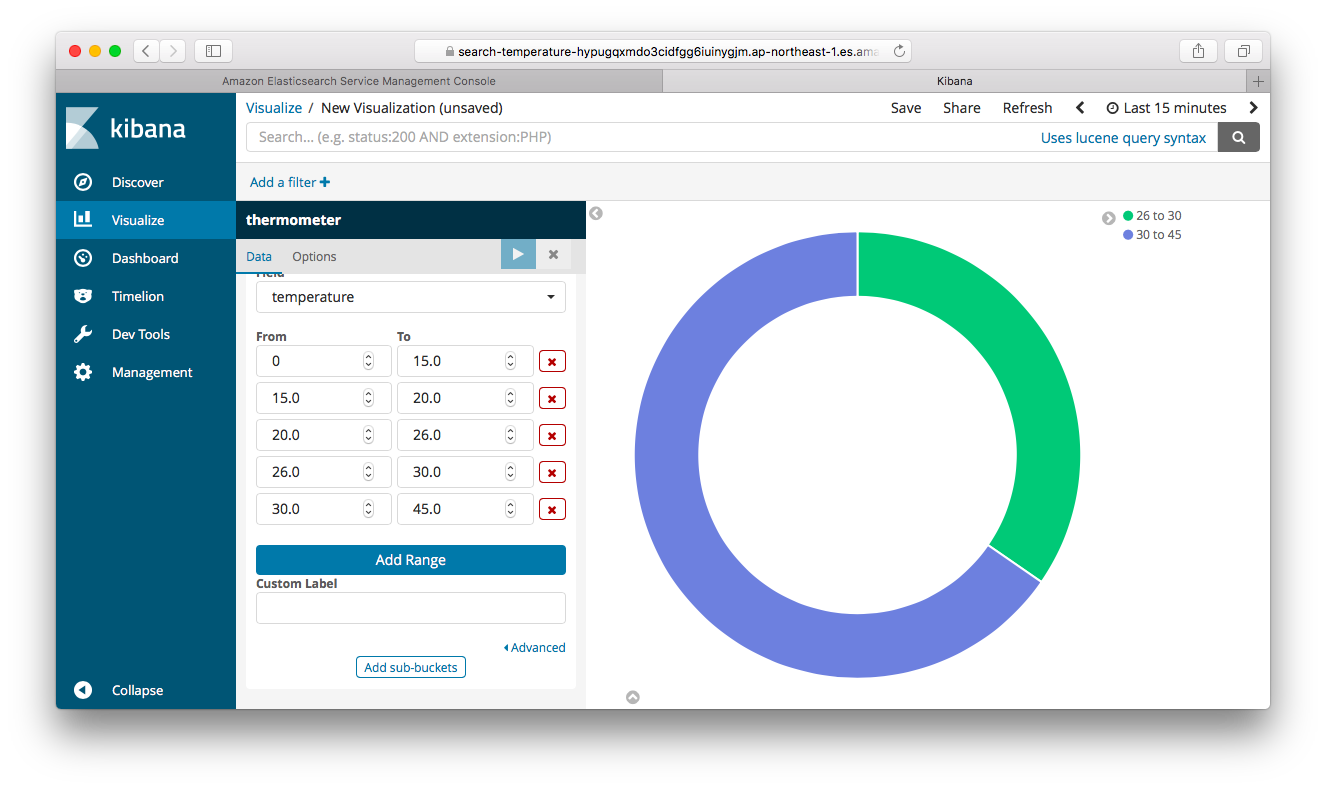 search-temperature-hypugqxmdo3cidfgg6iuinygjm.ap-northeast-1.es.ama
Amazon Elasticsearch Service Management Console
Kibana
kibana
Visualize / New Visualization (unsaved)
Save
Share
Refresh
Last 15 minutes
Search... (e.g. status:200 AND extension:PHP)
Uses lucene query syntax
Add a filter +
Discover
Visualize
Dashboard
Timelion
Dev Tools
Management
Collapse
thermometer
Data
Options
Field
temperature
From To
0 15.0
15.0 20.0
20.0 26.0
26.0 30.0
30.0 45.0
Add Range
Custom Label
Advanced
Add sub-buckets
26 to 30
30 to 45